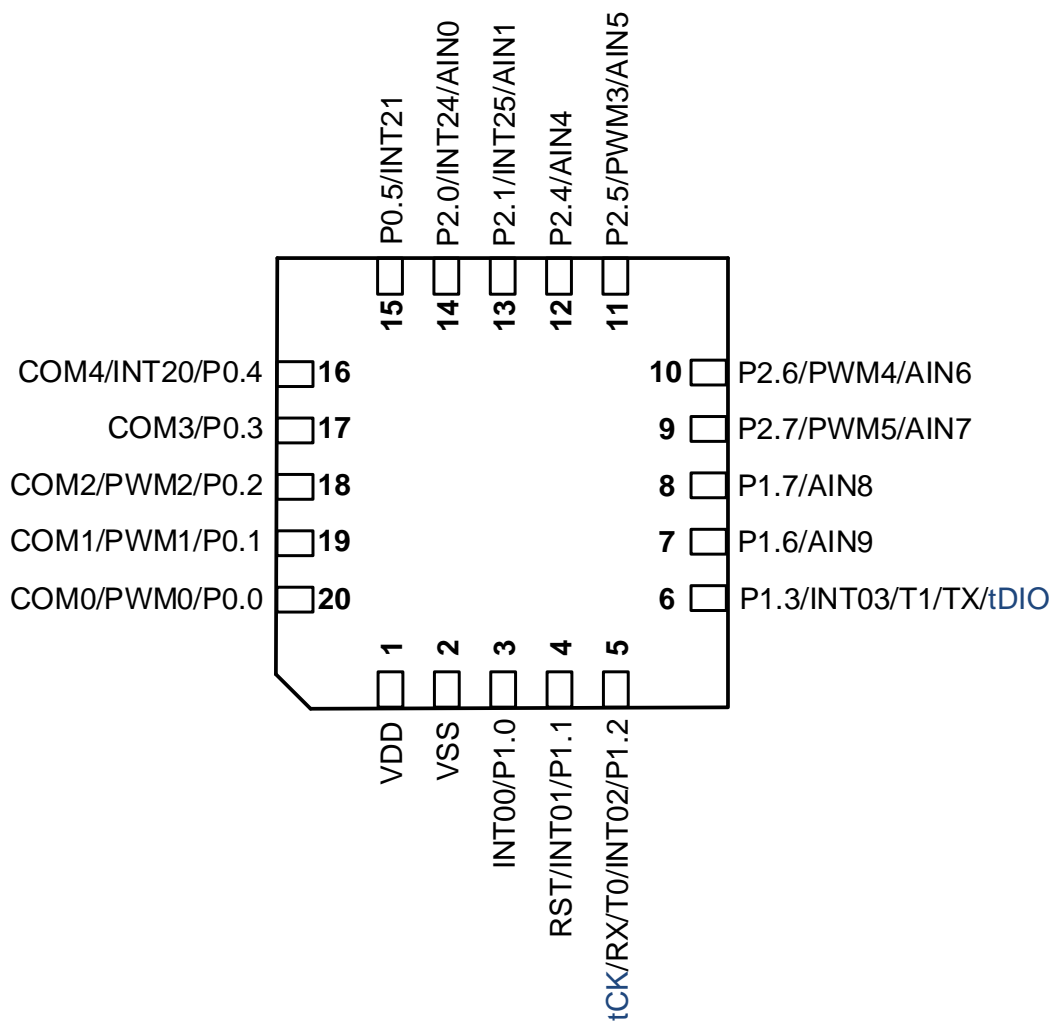 P0.5/INT21
P2.0/INT24/AIN0
P2.1/INT25/AIN1
P2.4/AIN4
P2.5/PWM3/AIN5
15
14
13
12
11
COM4/INT20/P0.4
16
10
P2.6/PWM4/AIN6
COM3/P0.3
17
9
P2.7/PWM5/AIN7
COM2/PWM2/P0.2
18
8
P1.7/AIN8
COM1/PWM1/P0.1
19
7
P1.6/AIN9
COM0/PWM0/P0.0
20
6
P1.3/INT03/T1/TX/tDIO
1
2
3
4
5
VDD
VSS
INT00/P1.0
RST/INT01/P1.1
tCK/RX/T0/INT02/P1.2